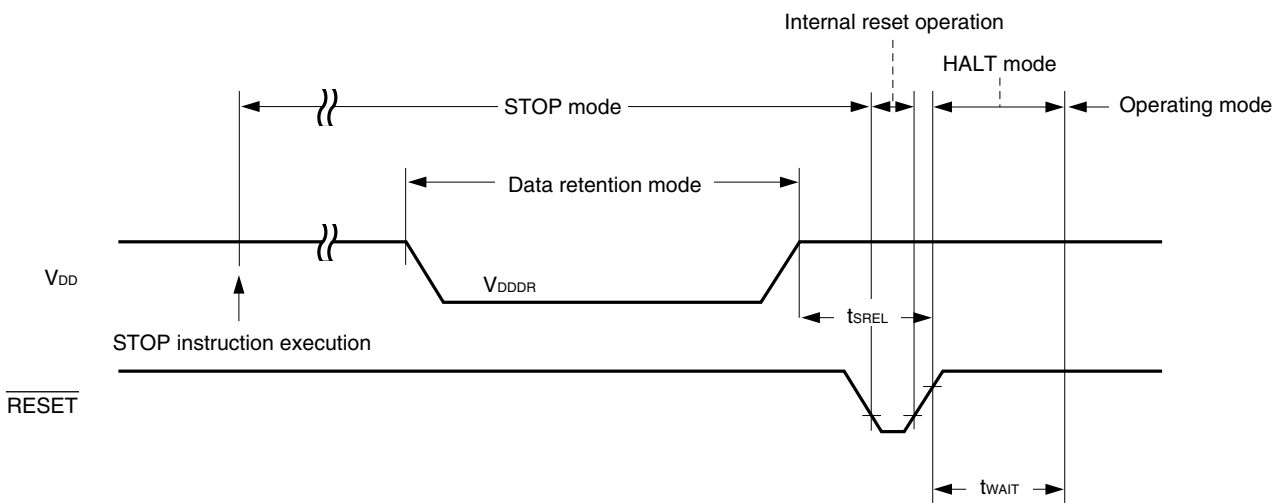 Internal reset operation
HALT mode
STOP mode
Operating mode
Data retention mode
VDD
VDDDR
tSREL
STOP instruction execution
RESET
tWAIT